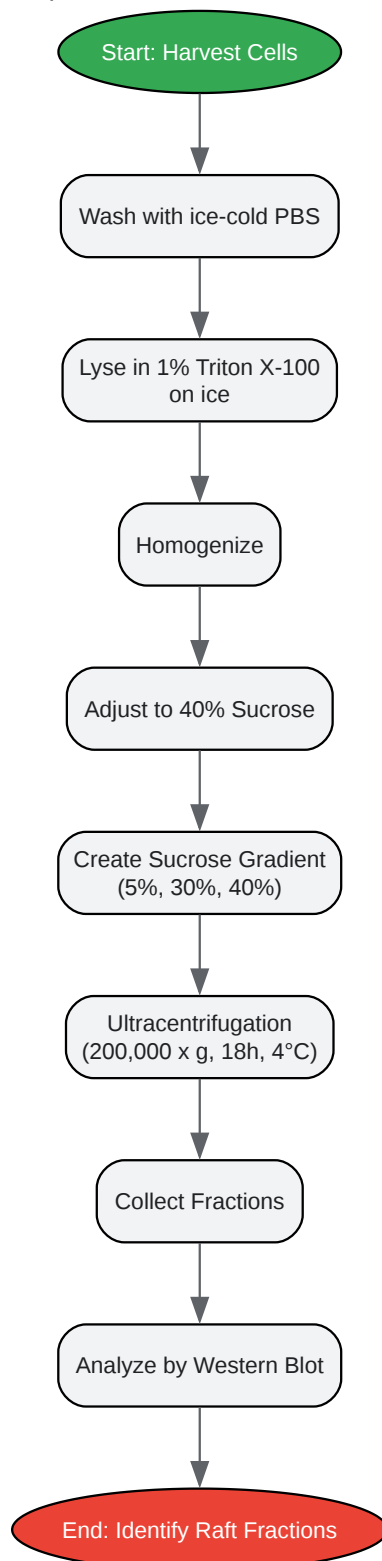 Start: Harvest Cells
Wash with ice-cold PBS
Lyse in 1% Triton X-100
on ice
Homogenize
Adjust to 40% Sucrose
Create Sucrose Gradient
(5%, 30%, 40%)
Ultracentrifugation
(200,000 x g, 18h, 4°C)
Collect Fractions
Analyze by Western Blot
End: Identify Raft Fractions